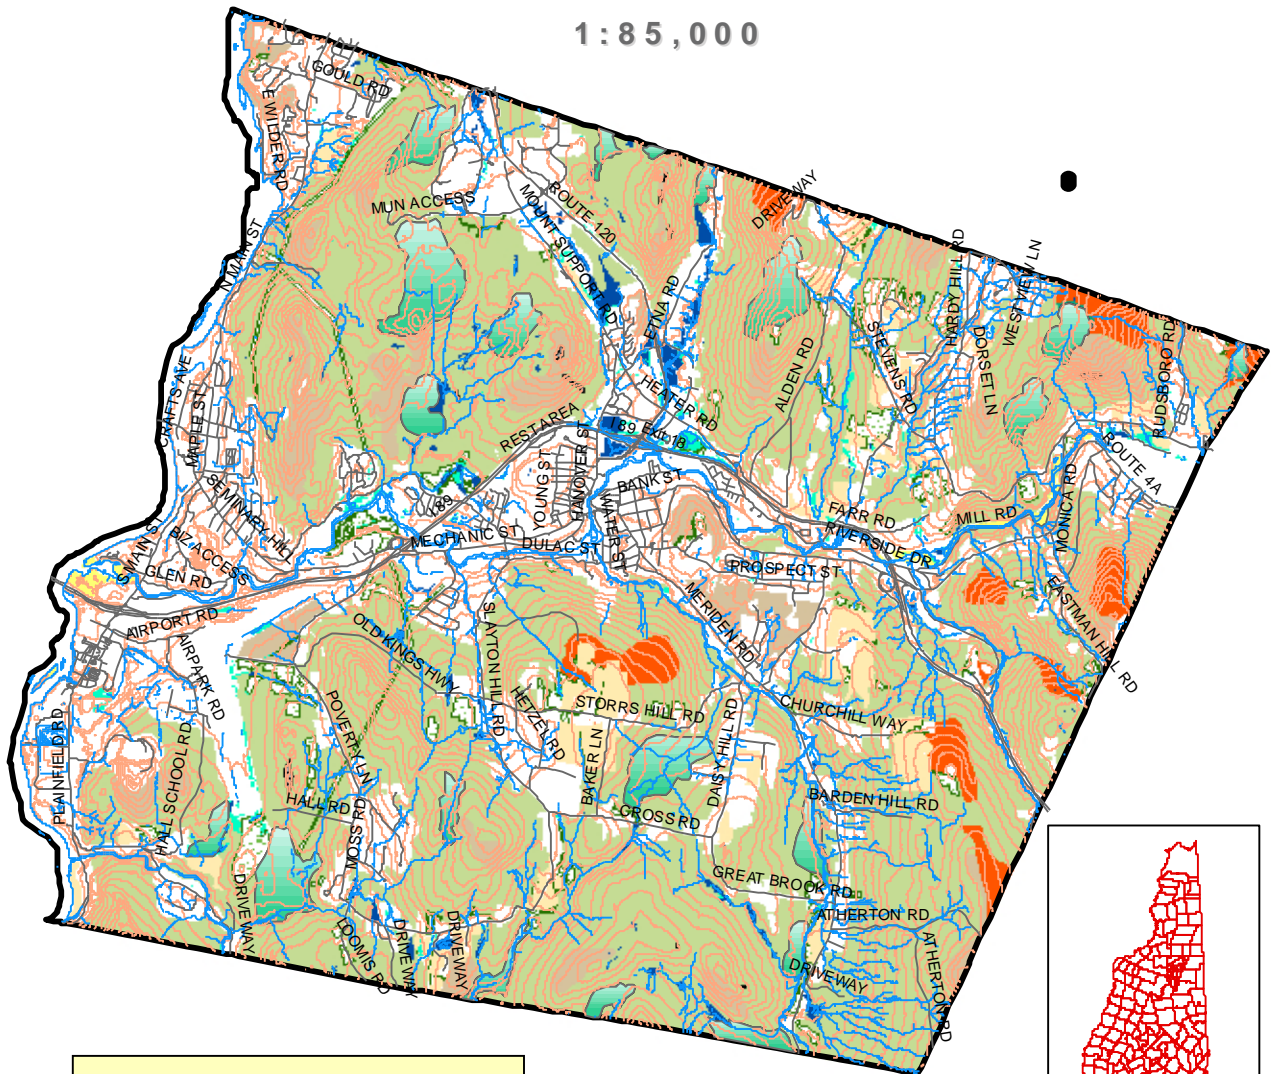 1:85,000
GOULD RD
E WILDER RD
MUN ACCESS
ROUTE 120
MOUNT SUPPORT RD
DRIVEWAY
N MAIN ST
ETNA RD
HARDY HILL RD
WEST VIEW LN
STEVENS RD
DORSET LN
RUDSBORO RD
ALDEN RD
CRAFTS AVE
MAPLE ST
HEATER RD
REST AREA
I89 Exit 18
ROUTE 4A
SEMINARY HILL
I89
YOUNG ST
HANOVER ST
BANK ST
WATER ST
MONICA RD
FARR RD
MILL RD
S MAIN S
BIZ ACCESS
MECHANIC ST
DULAC ST
RIVERSIDE DR
GLEN RD
PROSPECT ST
AIRPORT RD
MERIDEN RD
EASTMAN HILL RD
OLD KINGS HWY
SLAYTON HILL RD
AIRPARK RD
HETZEL RD
STORRS HILL RD
CHURCHILL WAY
POVERTY LN
PLAINFIELD RD
HALL SCHOOL RD
BAKER LN
DAISY HILL RD
HALL RD
BARDEN HILL RD
CROSS RD
MOSS RD
GREAT BROOK RD
DRIVEWAY
LOOMIS RD
DRIVEWAY
DRIVEWAY
ATHERTON RD
ATHERTON RD
DRIVEWAY